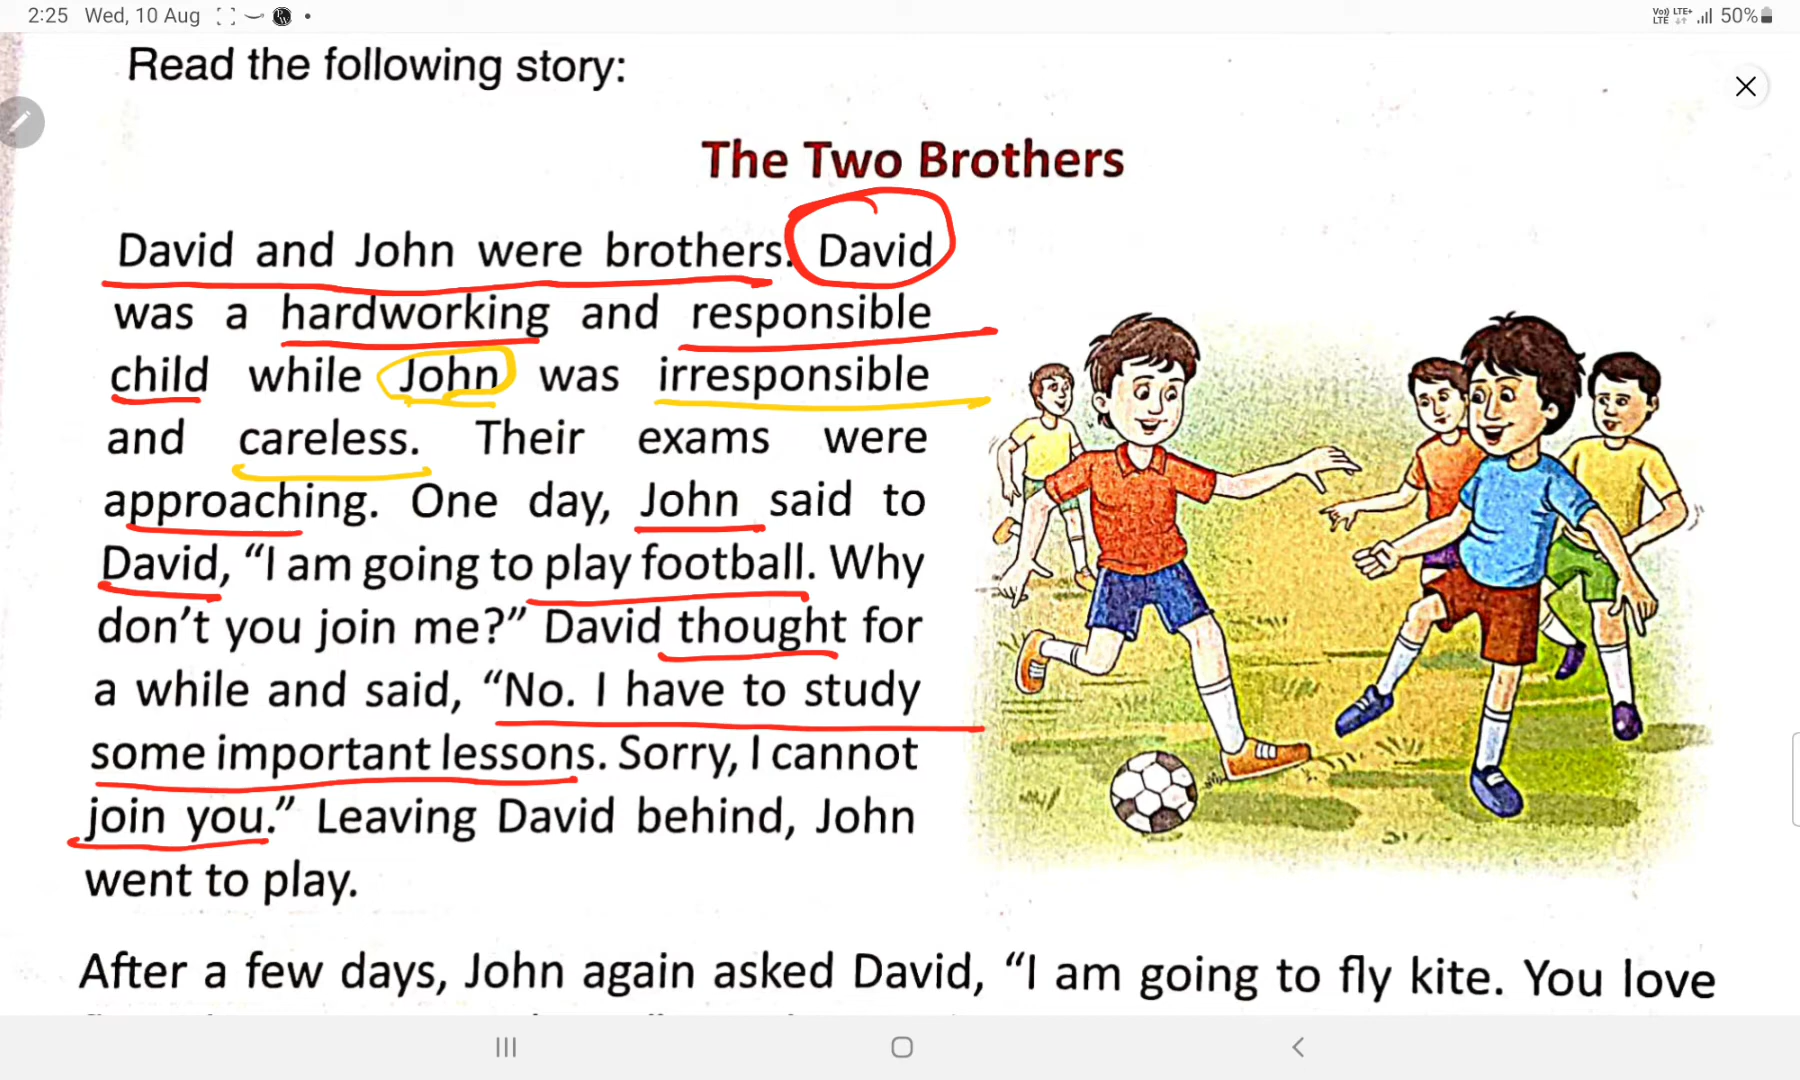 2:25 Wed, 10 Aug
Vo)) LTE+
LTE
50%
Read the following story:
The Two Brothers
David and John were brothers. David
was a hardworking and responsible
child while John was irresponsible
and careless. Their exams were
approaching. One day, John said to
David, “I am going to play football. Why
don’t you join me?” David thought for
a while and said, “No. I have to study
some important lessons. Sorry, I cannot
join you.” Leaving David behind, John
went to play.
After a few days, John again asked David, “I am going to fly kite. You love